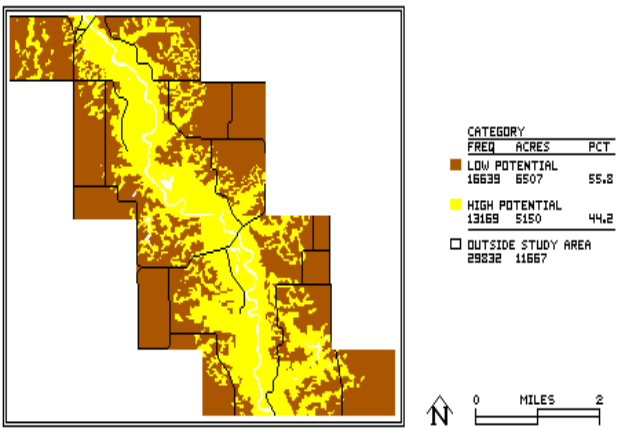 CATEGORY
FREQ ACRES PCT
LOW POTENTIAL
16639 6507 55.8
HIGH POTENTIAL
13169 5150 44.2
OUTSIDE STUDY AREA
29832 11667
N
0 MILES 2